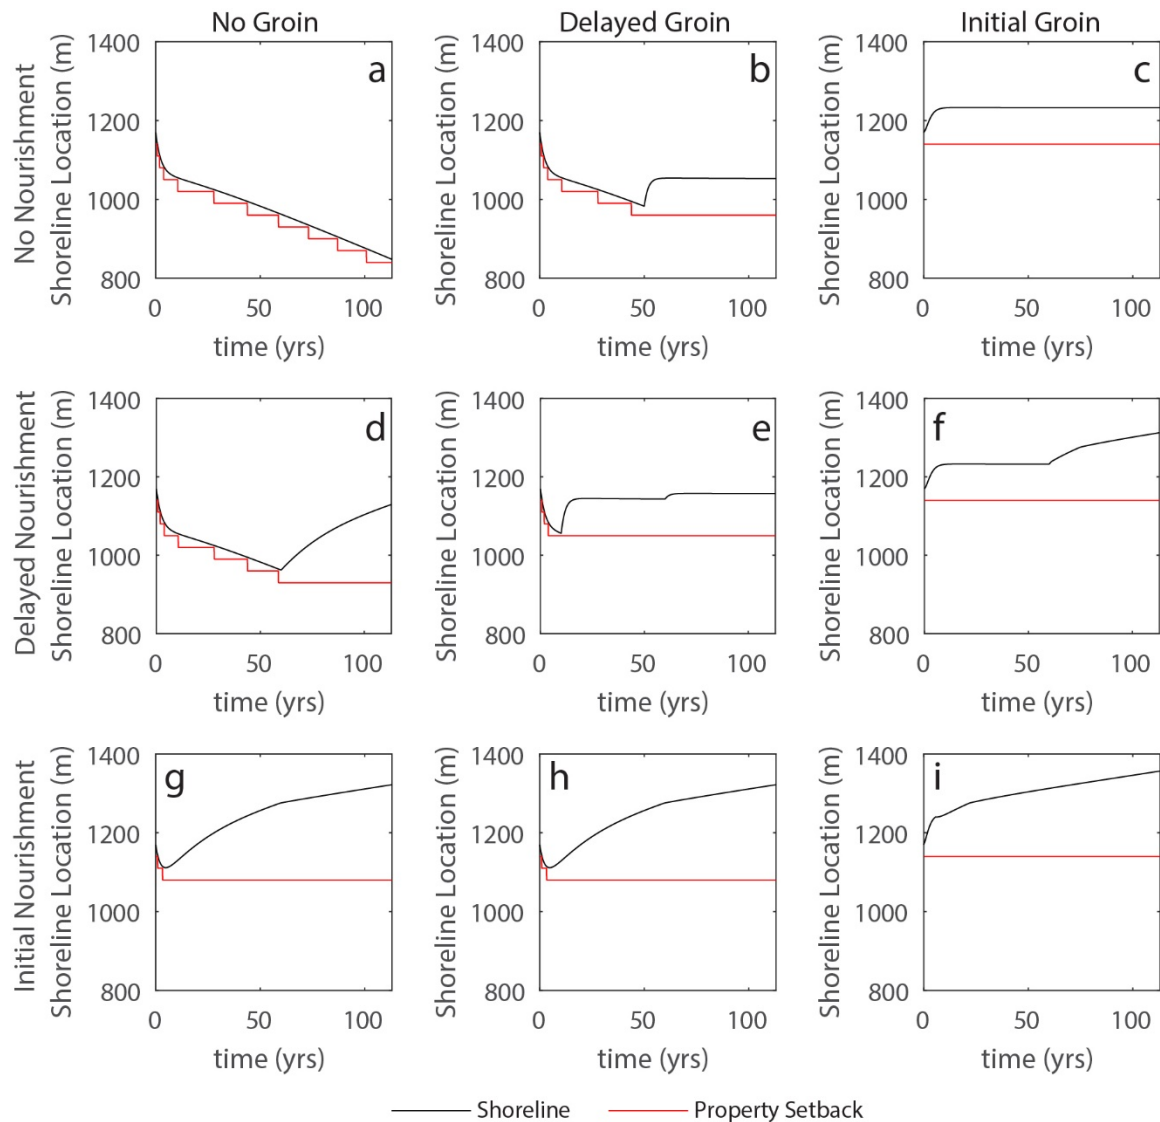 No Groin
Delayed Groin
Initial Groin
No Nourishment
Shoreline Location (m)
1400
1200
1000
800
a
0
50
100
time (yrs)
Shoreline Location (m)
1400
1200
1000
800
b
0
50
100
time (yrs)
Shoreline Location (m)
1400
1200
1000
800
c
0
50
100
time (yrs)
Delayed Nourishment
Shoreline Location (m)
1400
1200
1000
800
d
0
50
100
time (yrs)
Shoreline Location (m)
1400
1200
1000
800
e
0
50
100
time (yrs)
Shoreline Location (m)
1400
1200
1000
800
f
0
50
100
time (yrs)
Initial Nourishment
Shoreline Location (m)
1400
1200
1000
800
g
0
50
100
time (yrs)
Shoreline Location (m)
1400
1200
1000
800
h
0
50
100
time (yrs)
Shoreline Location (m)
1400
1200
1000
800
i
0
50
100
time (yrs)
Shoreline
Property Setback